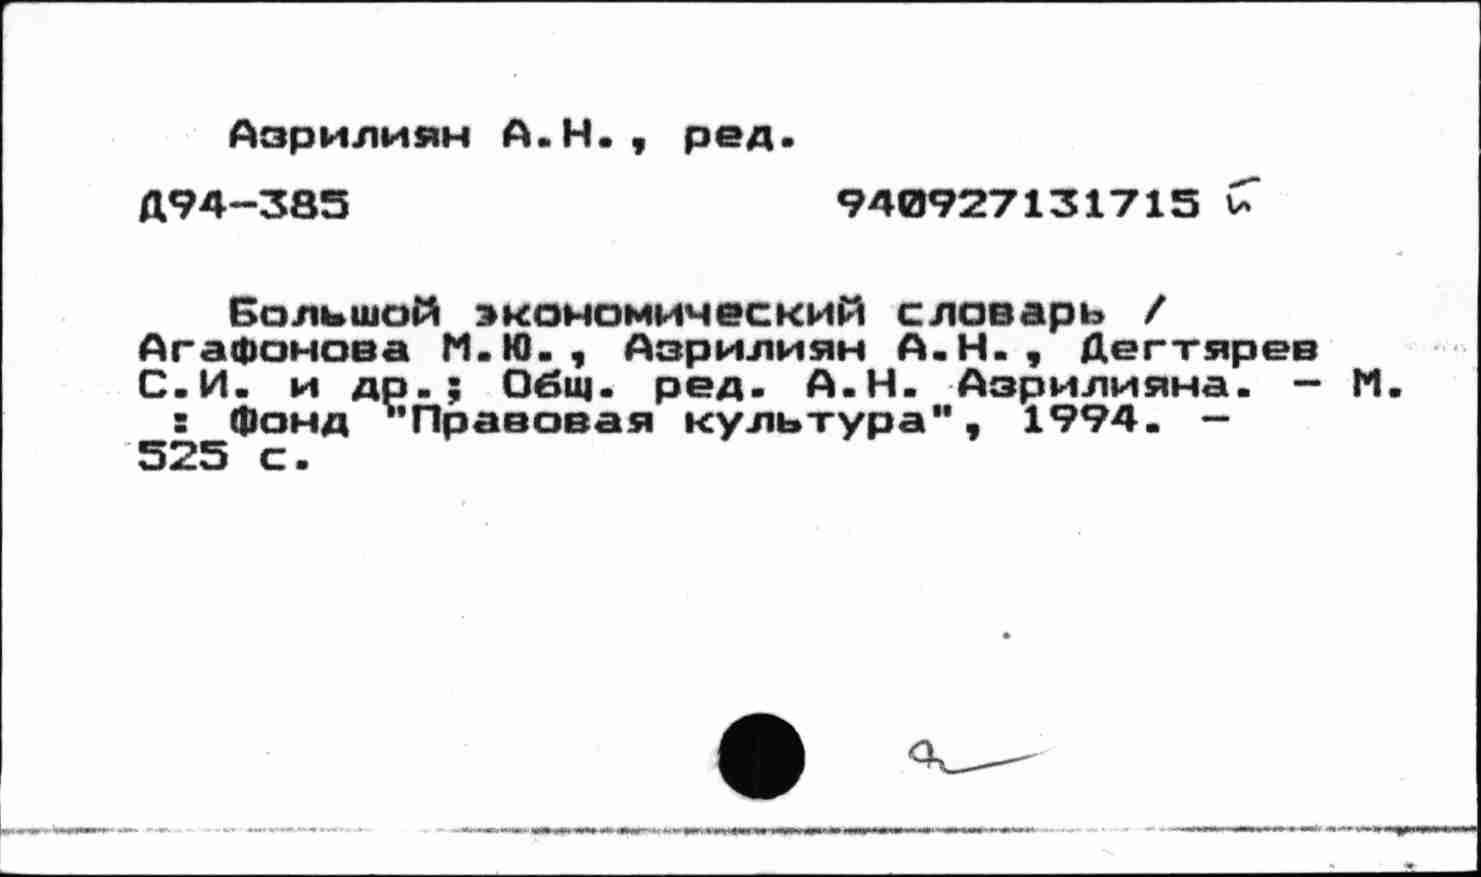 Азрилиян А.Н., ред.
Д94-385 940927131715
Большой экономический словарь /
Агафонова М.Ю., Азрилиян А.Н., Дегтярев
С.И. и др.; Общ. ред. А.Н. Азрилияна. - М.
: Фонд "Правовая культура", 1994. -
525 с.